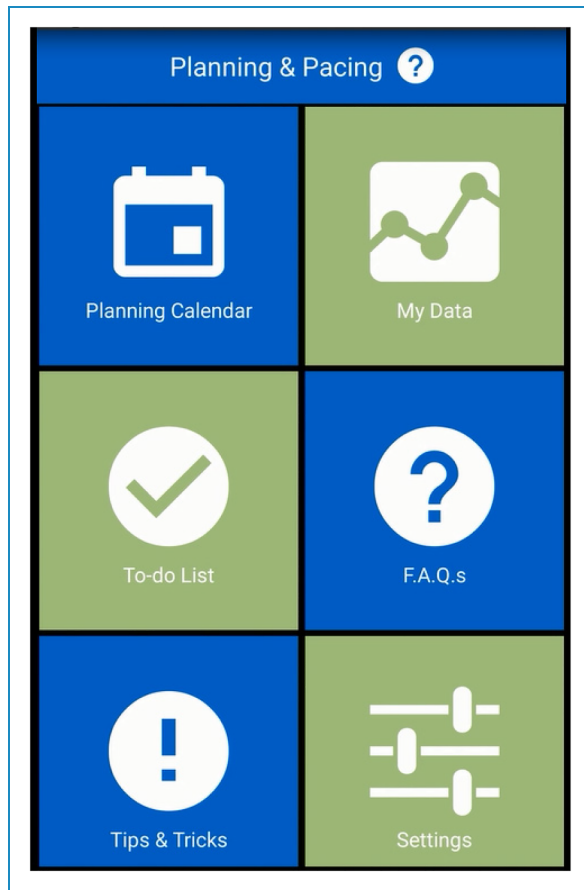 Planning & Pacing ?
Planning Calendar
My Data
To-do List
?
F.A.Q.s
!
Tips & Tricks
Settings